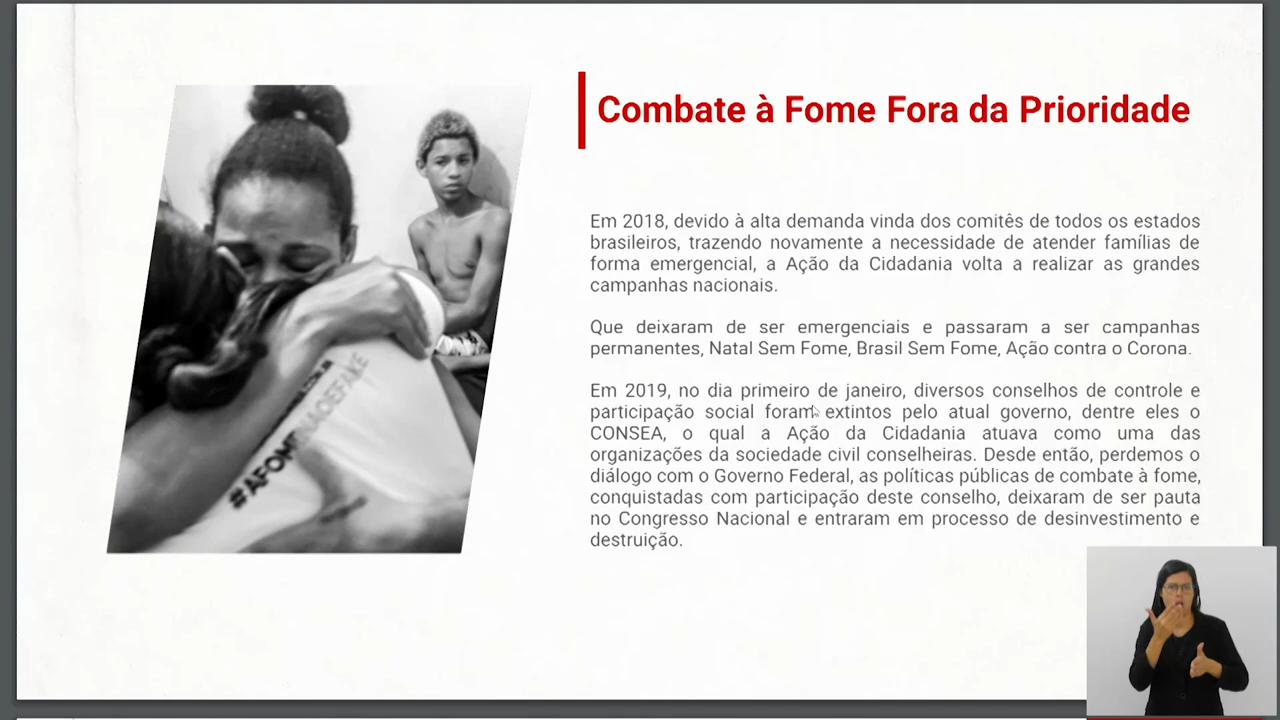 Combate à Fome Fora da Prioridade
Em 2018, devido à alta demanda vinda dos comitês de todos os estados
brasileiros, trazendo novamente a necessidade de atender famílias de
forma emergencial, a Ação da Cidadania volta a realizar as grandes
campanhas nacionais.
Que deixaram de ser emergenciais e passaram a ser campanhas
permanentes, Natal Sem Fome, Brasil Sem Fome, Ação contra o Corona.
Em 2019, no dia primeiro de janeiro, diversos conselhos de controle e
participação social foram extintos pelo atual governo, dentre eles o
CONSEA, o qual a Ação da Cidadania atuava como uma das
organizações da sociedade civil conselheiras. Desde então, perdemos o
diálogo com o Governo Federal, as políticas públicas de combate à fome,
conquistadas com participação deste conselho, deixaram de ser pauta
no Congresso Nacional e entraram em processo de desinvestimento e
destruição.
#AFOMENAOEFAKE